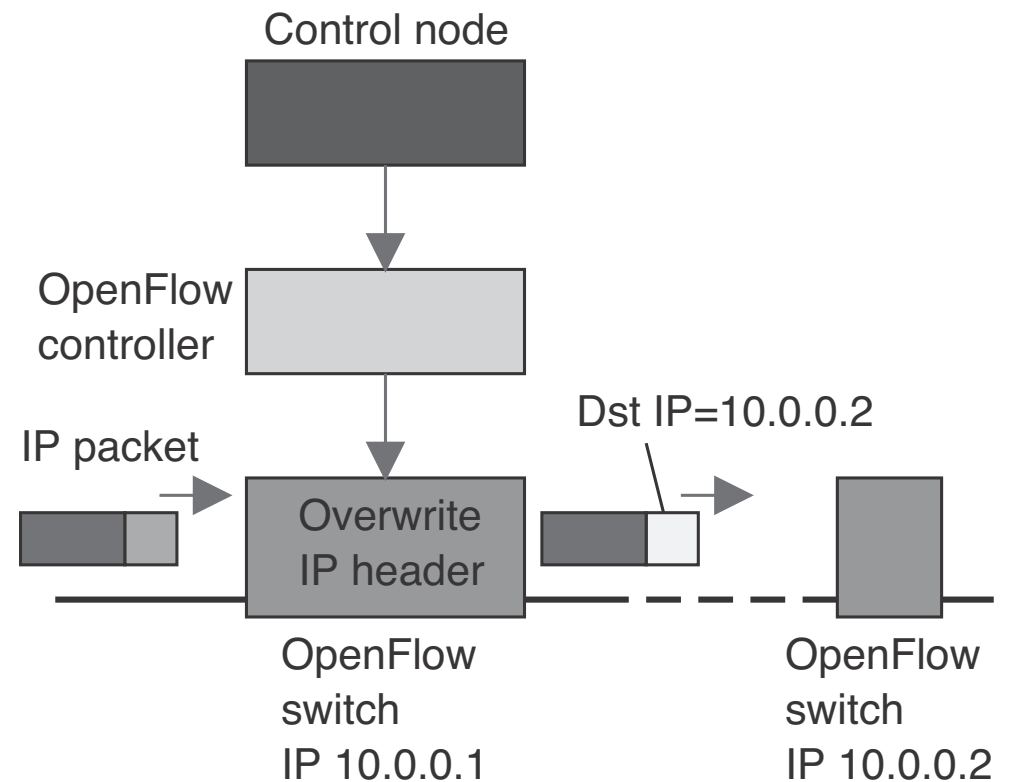 Control node
OpenFlow
controller
Dst IP=10.0.0.2
IP packet
Overwrite
IP header
OpenFlow
switch
IP 10.0.0.1
OpenFlow
switch
IP 10.0.0.2